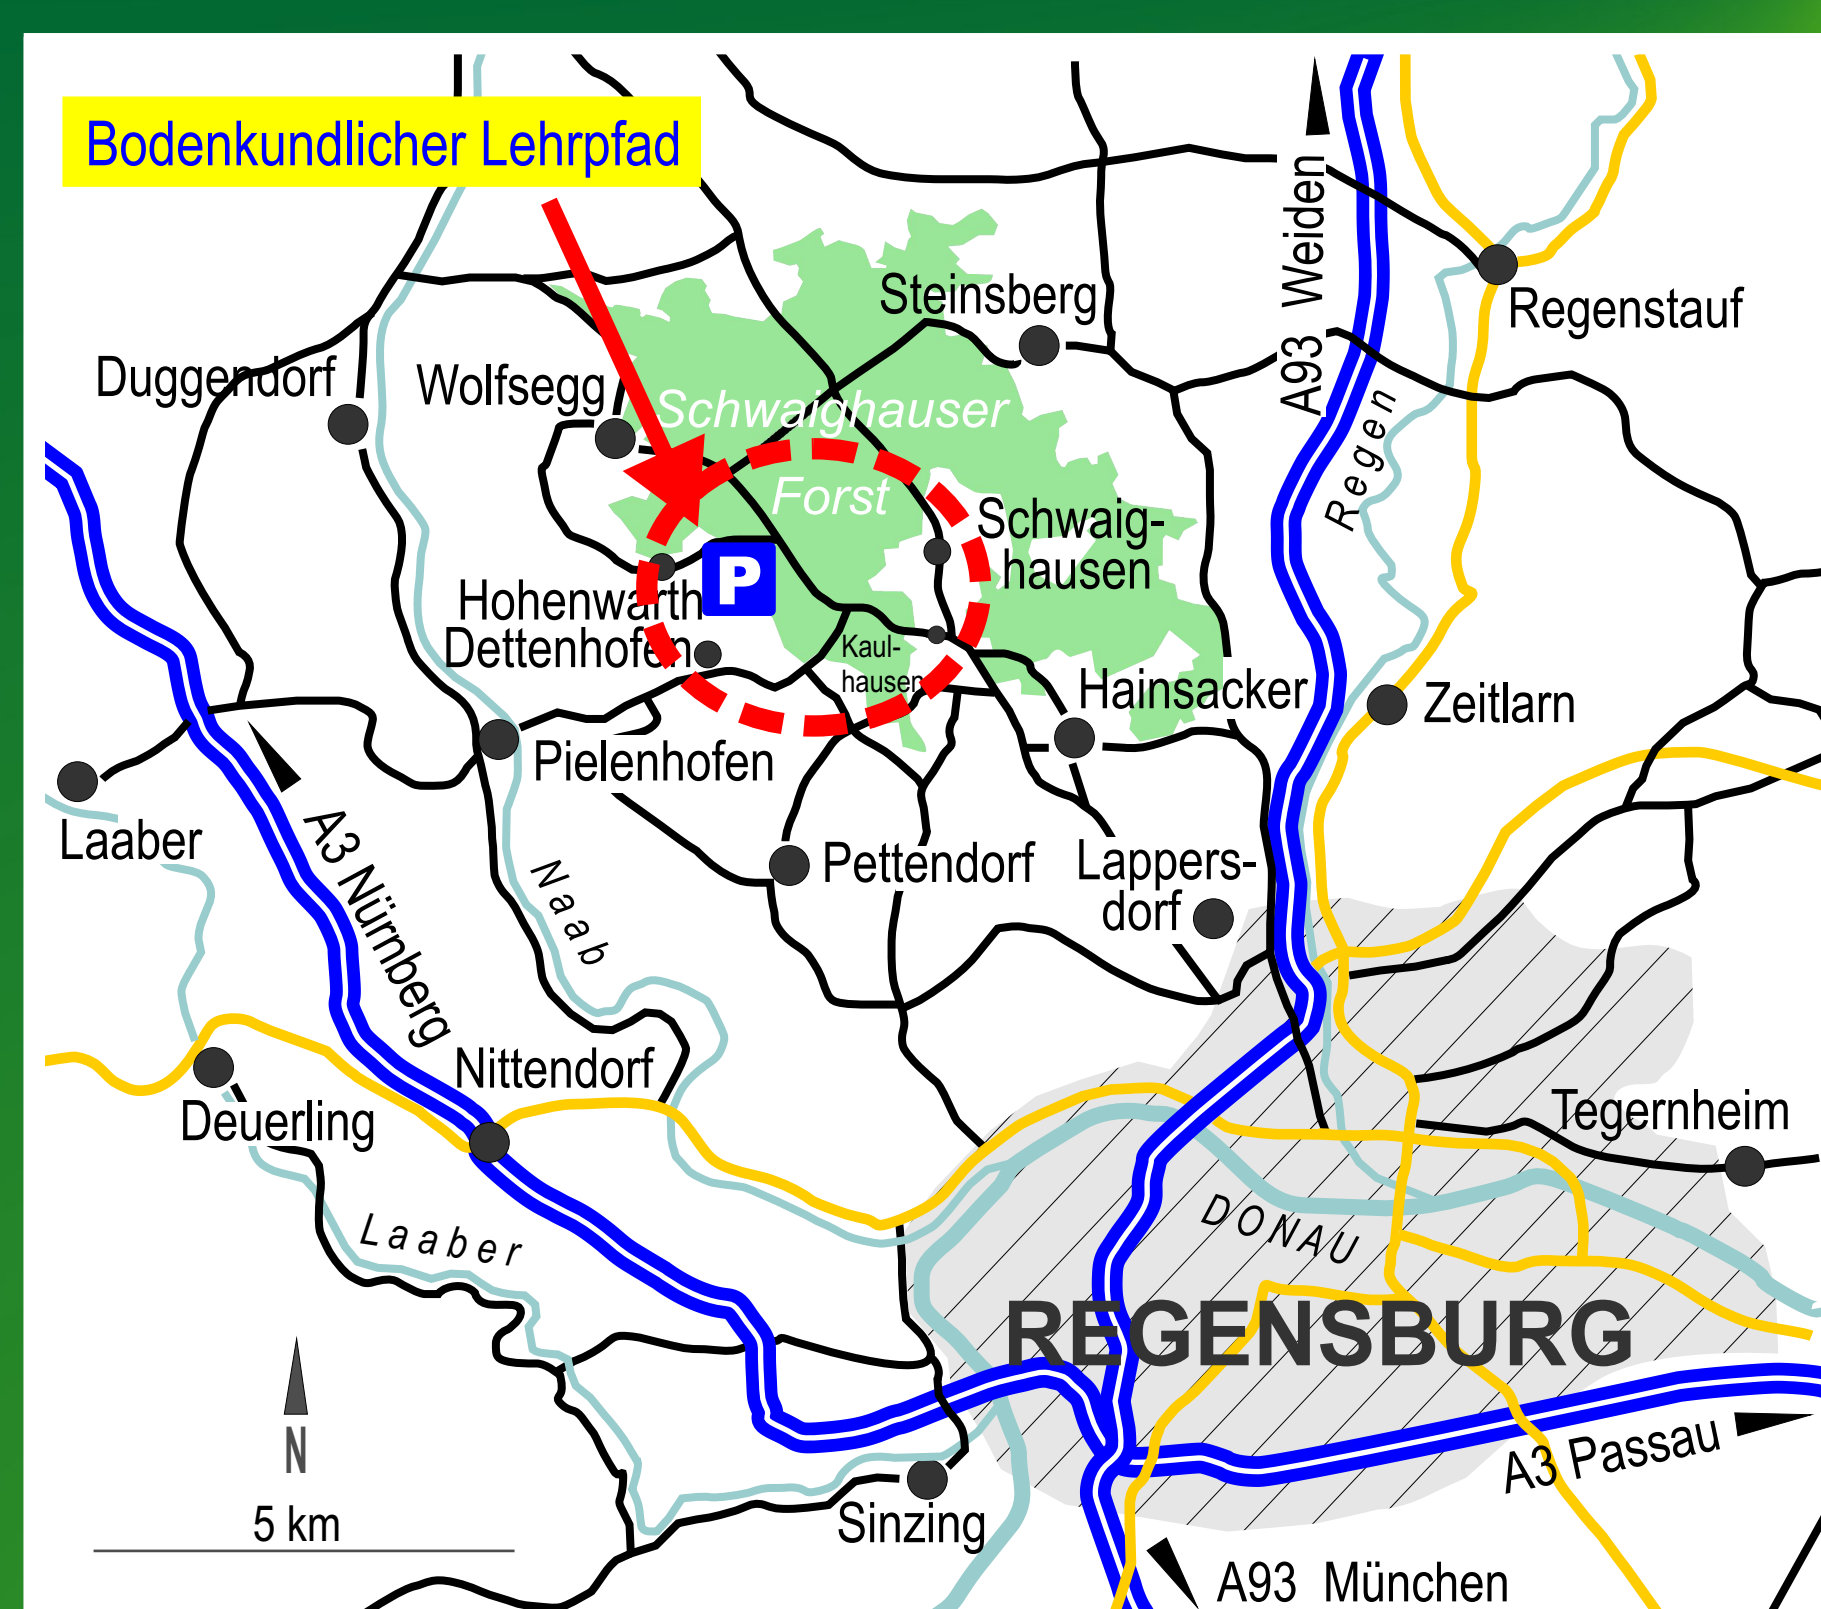 Bodenkundlicher Lehrpfad
A93 Weiden
Regenstauf
Steinsberg
Duggendorf
Wolfsegg
Schwaighauser
Forst
Regen
Schwaig-
hausen
P
Hohenwarth
Dettenhofen
Kaul-
hausen
Hainsacker
Zeitlarn
Pielenhofen
Laaber
A3 Nürnberg
Naab
Pettendorf
Lappers-
dorf
Nittendorf
Deuerling
Tegernheim
Laaber
DONAU
REGENSBURG
N
5 km
Sinzing
A3 Passau
A93 München